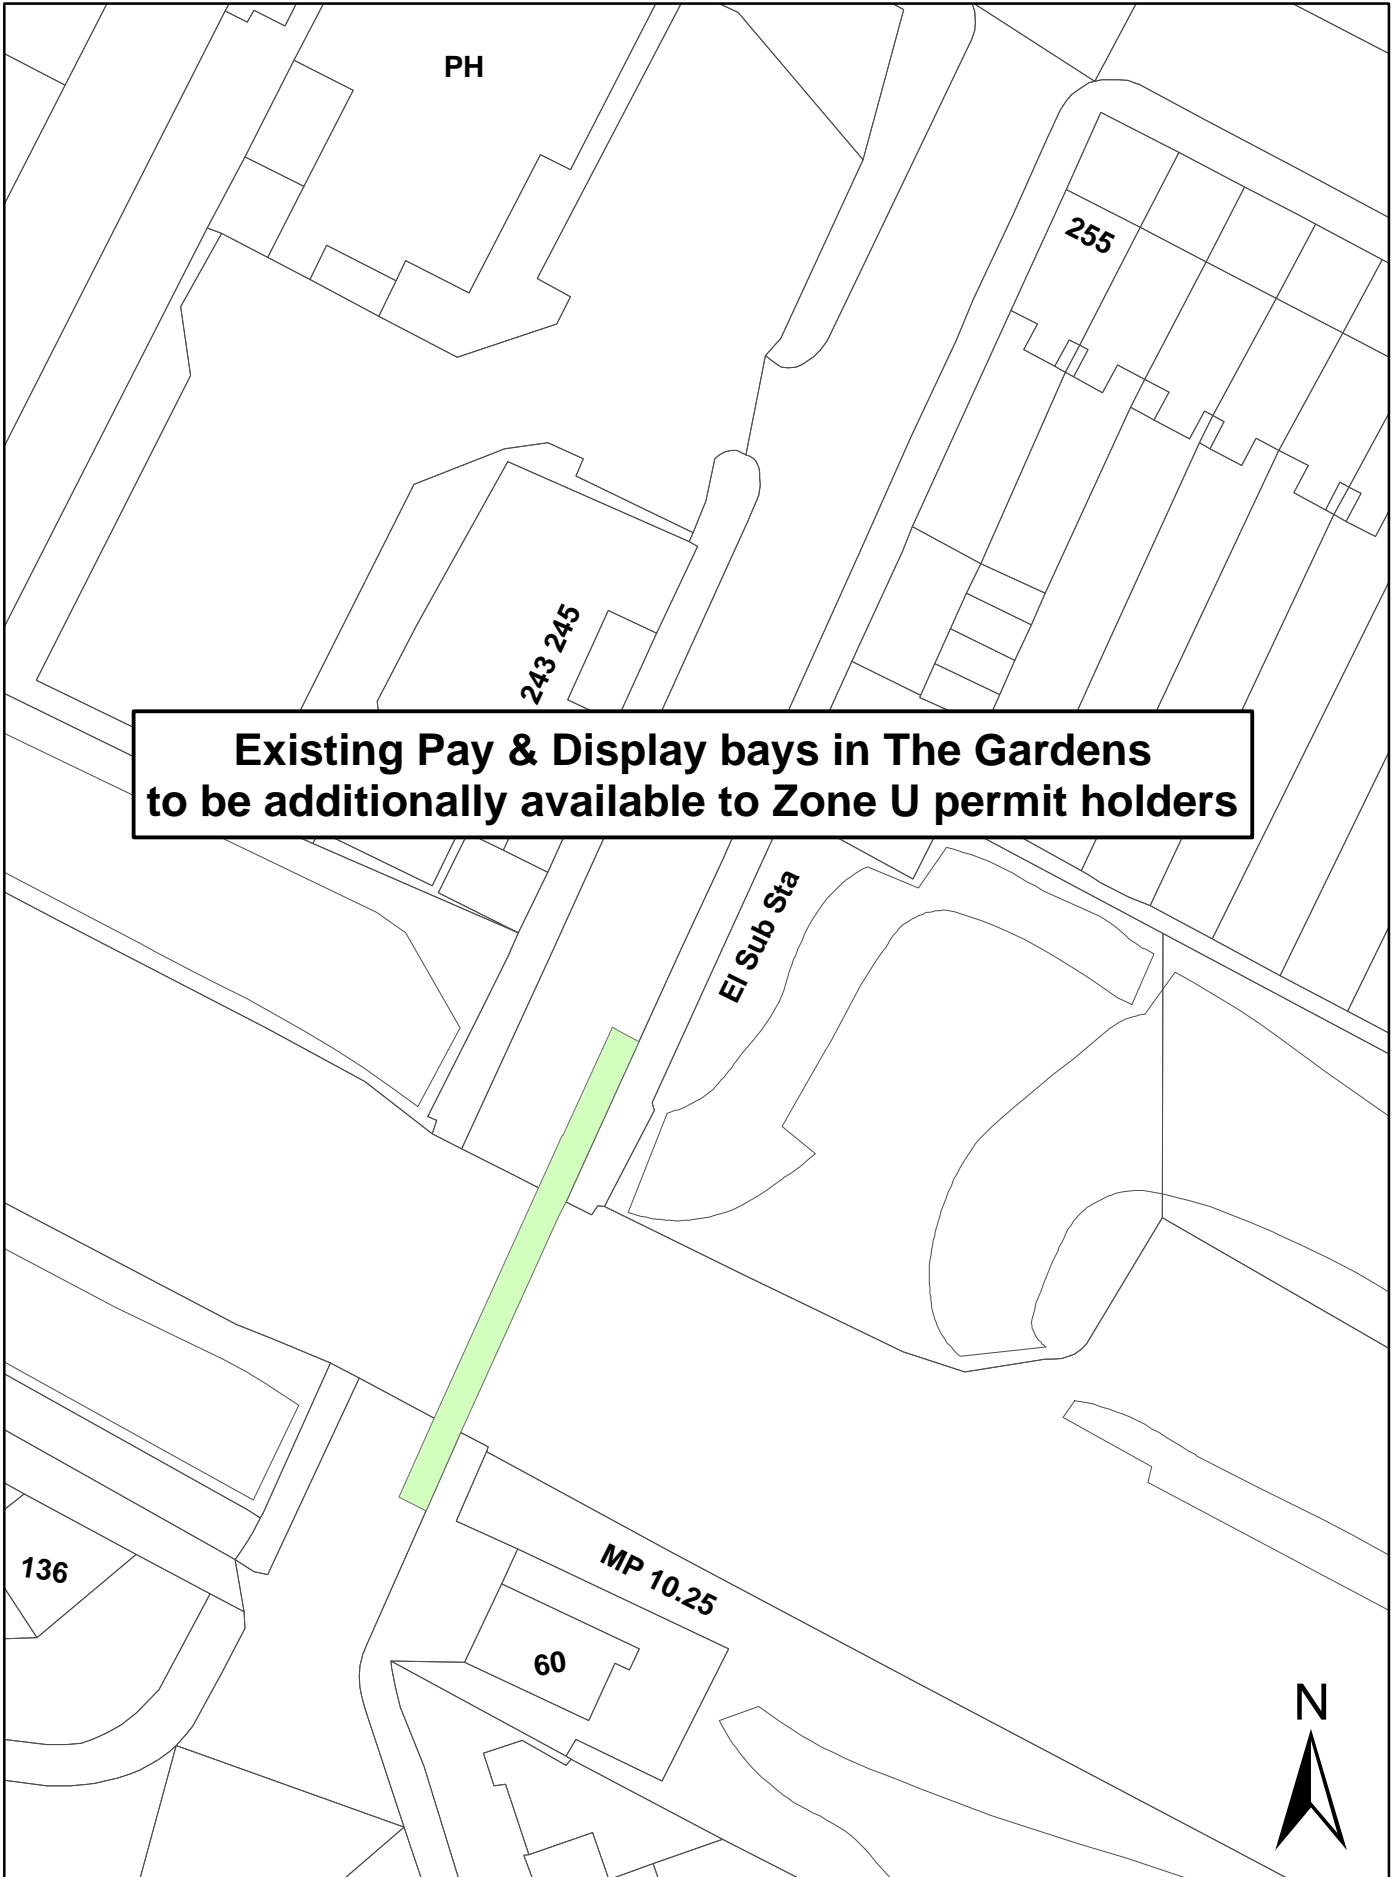 PH
255
243 245
Existing Pay & Display bays in The Gardens
to be additionally available to Zone U permit holders
El Sub Sta
MP 10.25
136
60
N